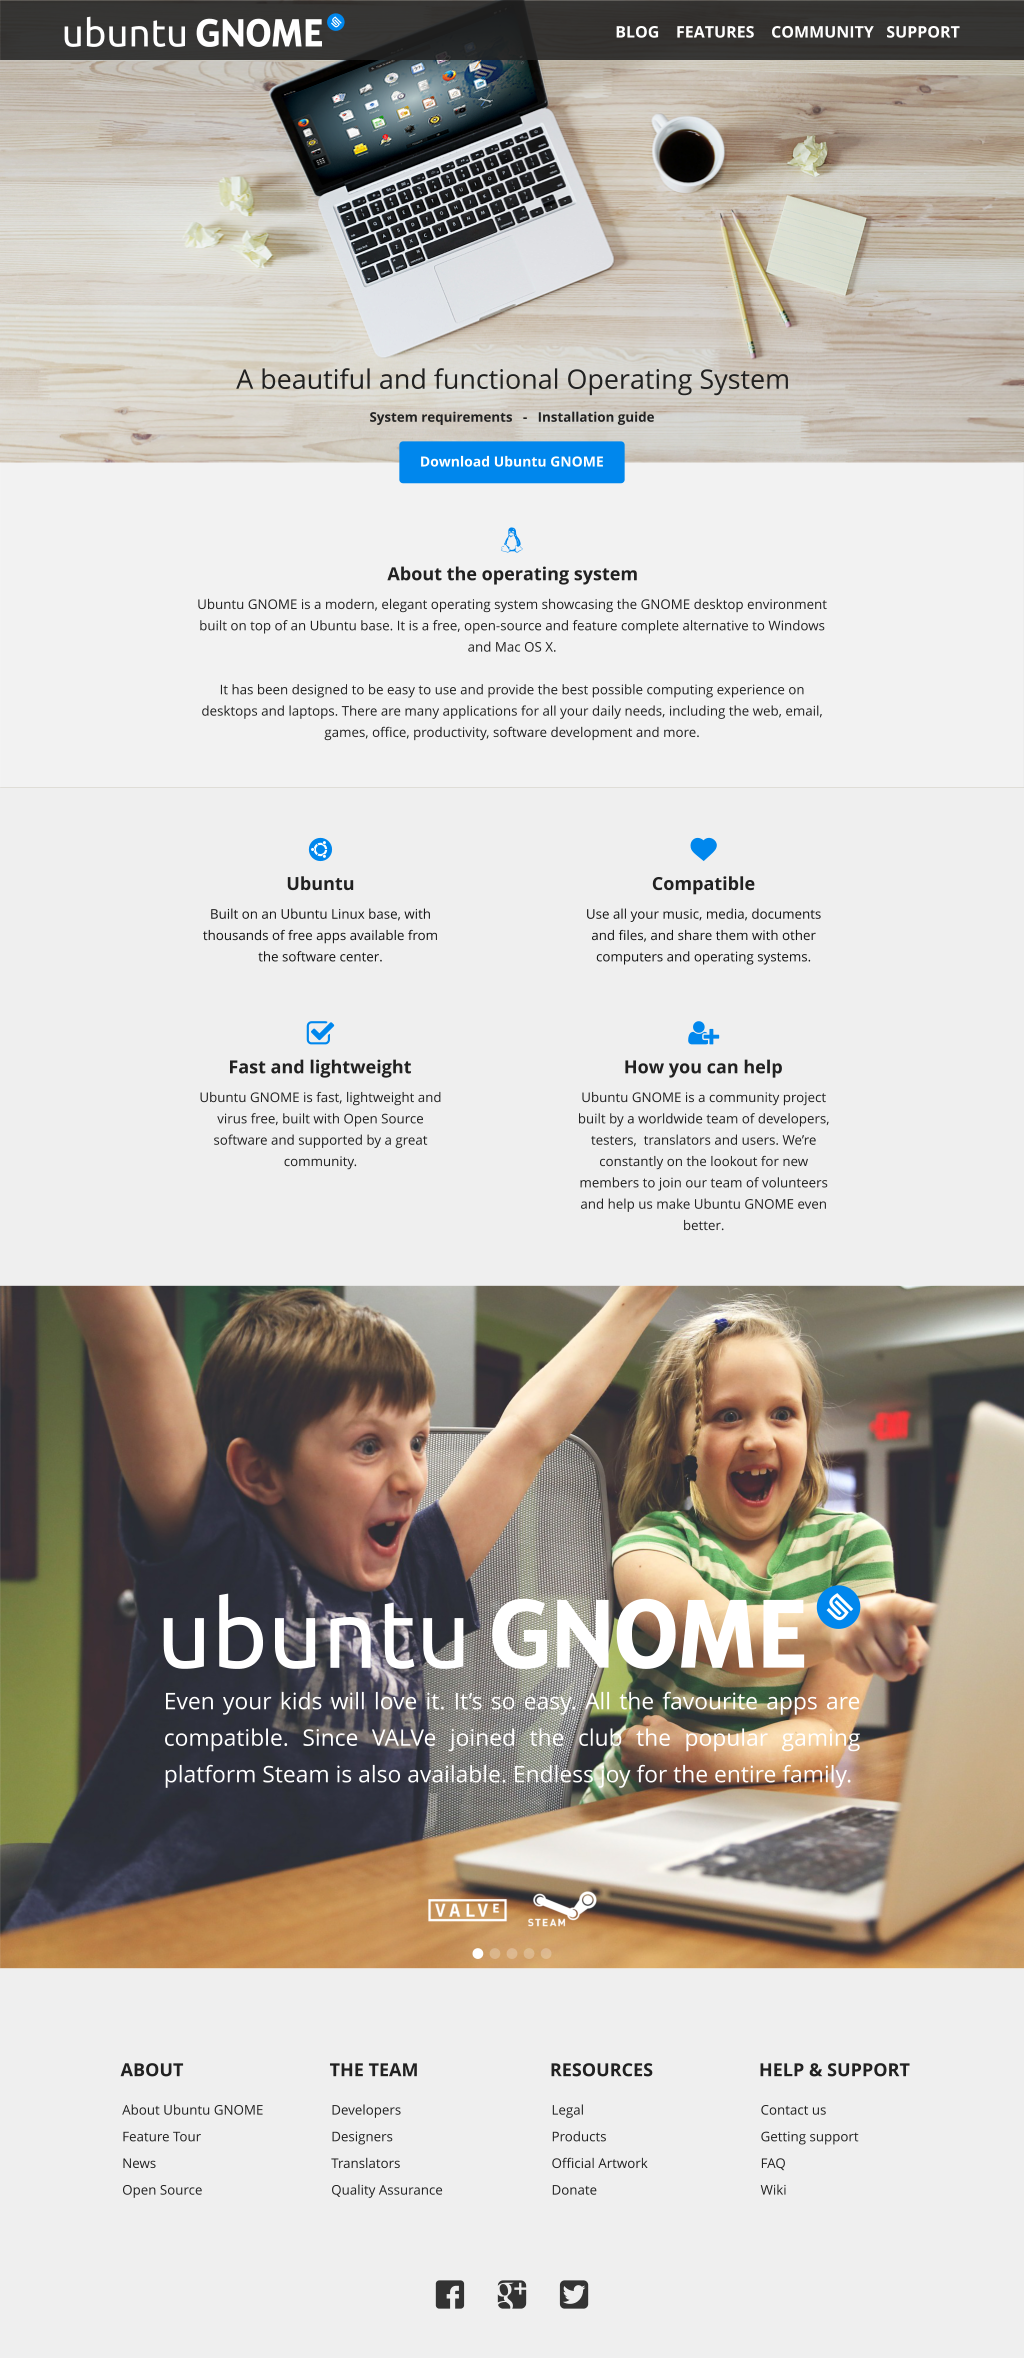 ubuntu GNOME
BLOG FEATURES COMMUNITY SUPPORT
A beautiful and functional Operating System
System requirements - Installation guide
Download Ubuntu GNOME
About the operating system
Ubuntu GNOME is a modern, elegant operating system showcasing the GNOME desktop environment
built on top of an Ubuntu base. It is a free, open-source and feature complete alternative to Windows
and Mac OS X.
It has been designed to be easy to use and provide the best possible computing experience on
desktops and laptops. There are many applications for all your daily needs, including the web, email,
games, office, productivity, software development and more.
Ubuntu
Built on an Ubuntu Linux base, with
thousands of free apps available from
the software center.
Compatible
Use all your music, media, documents
and files, and share them with other
computers and operating systems.
Fast and lightweight
Ubuntu GNOME is fast, lightweight and
virus free, built with Open Source
software and supported by a great
community.
How you can help
Ubuntu GNOME is a community project
built by a worldwide team of developers,
testers, translators and users. We're
constantly on the lookout for new
members to join our team of volunteers
and help us make Ubuntu GNOME even
better.
ubuntu GNOME
Even your kids will love it. It's so easy. All the favourite apps are
compatible. Since VALVe joined the club the popular gaming
platform Steam is also available. Endless joy for the entire family.
VALVE STEAM
ABOUT
About Ubuntu GNOME
Feature Tour
News
Open Source
THE TEAM
Developers
Designers
Translators
Quality Assurance
RESOURCES
Legal
Products
Official Artwork
Donate
HELP & SUPPORT
Contact us
Getting support
FAQ
Wiki